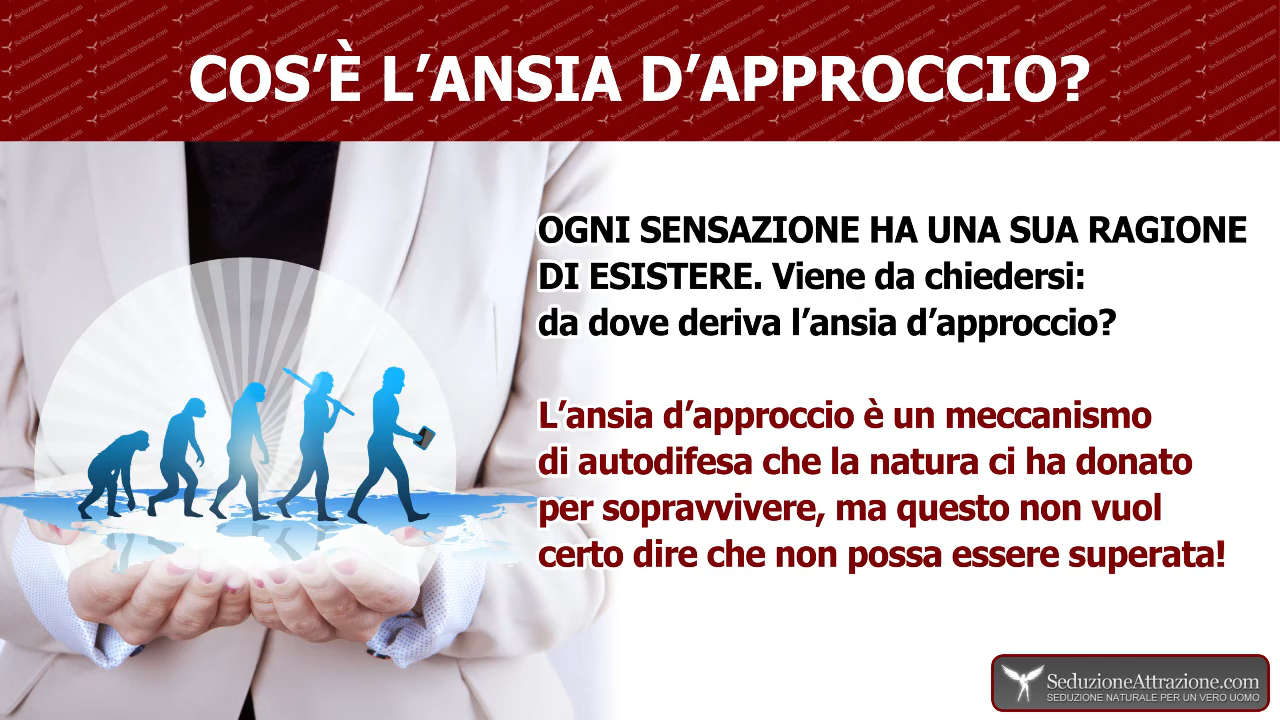 COS’È L’ANSIA D’APPROCCIO?
OGNI SENSAZIONE HA UNA SUA RAGIONE
DI ESISTERE. Viene da chiedersi:
da dove deriva l’ansia d’approccio?
L’ansia d’approccio è un meccanismo
di autodifesa che la natura ci ha donato
per sopravvivere, ma questo non vuol
certo dire che non possa essere superata!
SeduzioneAttrazione.com
SEDUZIONE NATURALE PER UN VERO UOMO